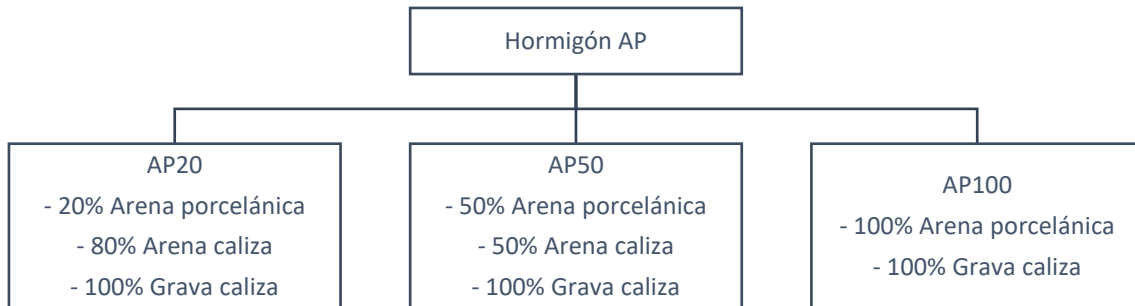 Hormigón AP
AP20
- 20% Arena porcelánica
- 80% Arena caliza
- 100% Grava caliza
AP50
- 50% Arena porcelánica
- 50% Arena caliza
- 100% Grava caliza
AP100
- 100% Arena porcelánica
- 100% Grava caliza